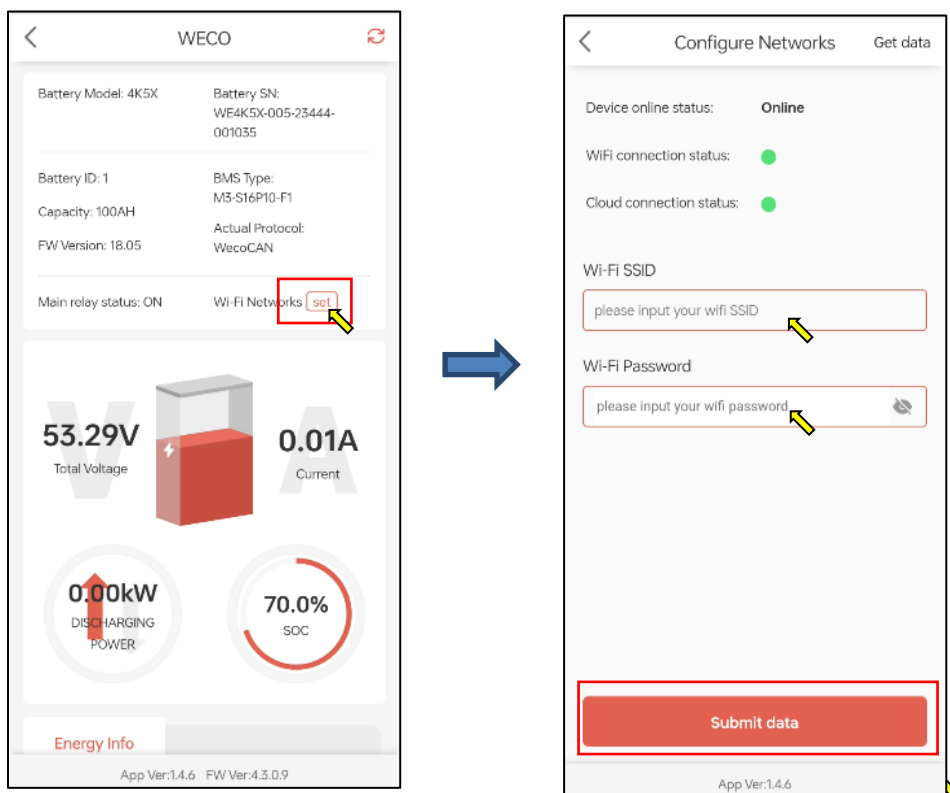 WECO
Battery Model: 4K5X
Battery SN:
WE4K5X-005-23444-
001035
Battery ID: 1
Capacity: 100AH
FW Version: 18.05
BMS Type:
M3-S16P10-F1
Actual Protocol:
WecoCAN
Main relay status: ON
Wi-Fi Networks set
V
53.29V
Total Voltage
A
0.01A
Current
0.00kW
DISCHARGING
POWER
70.0%
SOC
Energy Info
App Ver:1.4.6 FW Ver:4.3.0.9
Configure Networks
Get data
Device online status: Online
WiFi connection status:
Cloud connection status:
Wi-Fi SSID
please input your wifi SSID
Wi-Fi Password
please input your wifi password
Submit data
App Ver:1.4.6